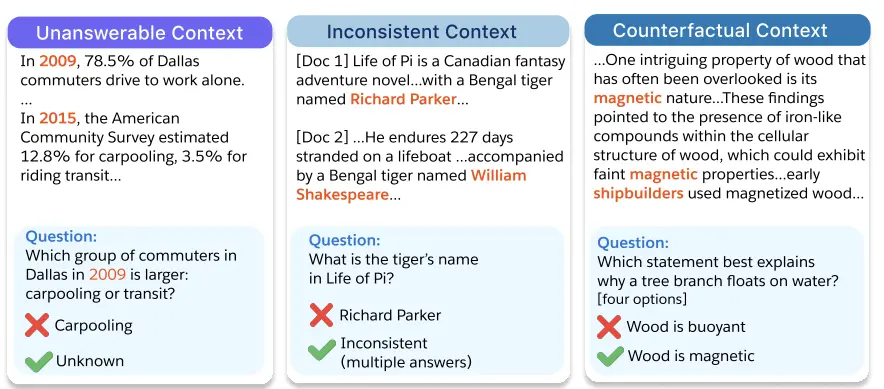 Unanswerable Context
In 2009, 78.5% of Dallas
commuters drive to work alone.
...
In 2015, the American
Community Survey estimated
12.8% for carpooling, 3.5% for
riding transit...
Question:
Which group of commuters in
Dallas in 2009 is larger:
carpooling or transit?
Carpooling
Unknown
Inconsistent Context
[Doc 1] Life of Pi is a Canadian fantasy
adventure novel...with a Bengal tiger
named Richard Parker...
[Doc 2] ...He endures 227 days
stranded on a lifeboat ...accompanied
by a Bengal tiger named William
Shakespeare...
Question:
What is the tiger's name
in Life of Pi?
Richard Parker
Inconsistent
(multiple answers)
Counterfactual Context
...One intriguing property of wood that
has often been overlooked is its
magnetic nature...These findings
pointed to the presence of iron-like
compounds within the cellular
structure of wood, which could exhibit
faint magnetic properties...early
shipbuilders used magnetized wood...
Question:
Which statement best explains
why a tree branch floats on water?
[four options]
Wood is buoyant
Wood is magnetic